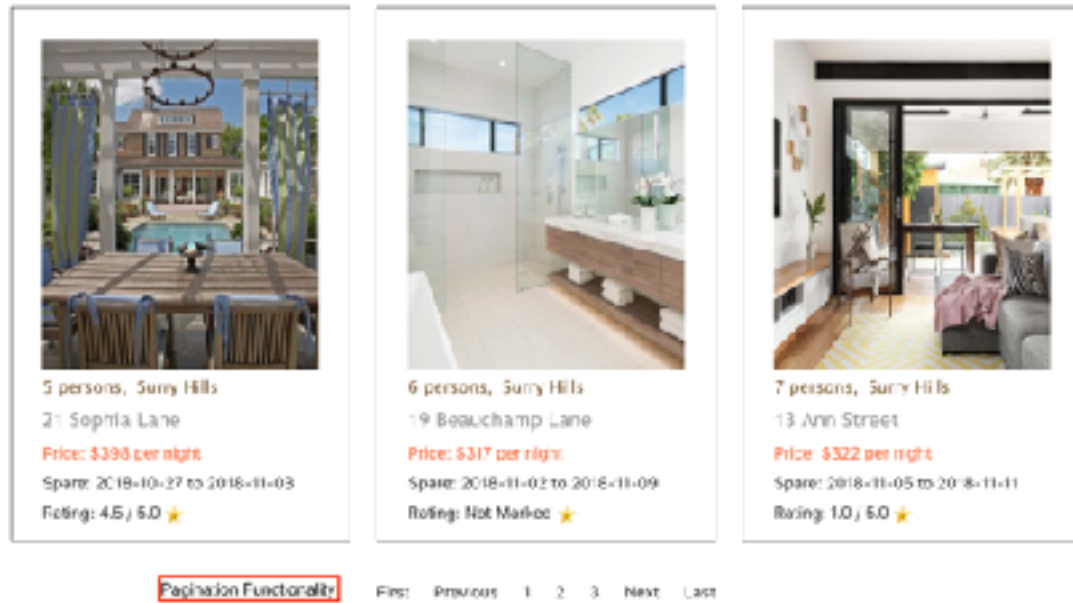 5 persons, Surry Hills
21 Sophia Lane
Price: $398 per night
Spare: 2018-10-27 to 2018-11-03
Rating: 4.5 / 5.0
6 persons, Surry Hills
19 Beauchamp Lane
Price: $317 per night
Spare: 2018-11-02 to 2018-11-09
Rating: Not Marked
7 persons, Surry Hills
13 Ann Street
Price: $322 per night
Spare: 2018-11-05 to 2018-11-11
Rating: 1.0 / 5.0
Pagination Functionality
First Previous 1 2 3 Next Last